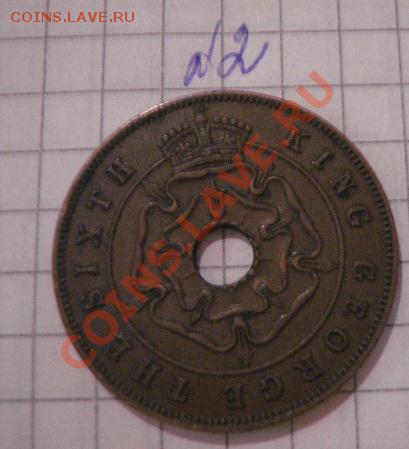 COINS.LAVE.RU
№2
KING GEORGE THE SIXTH
COINS.LAVE.RU